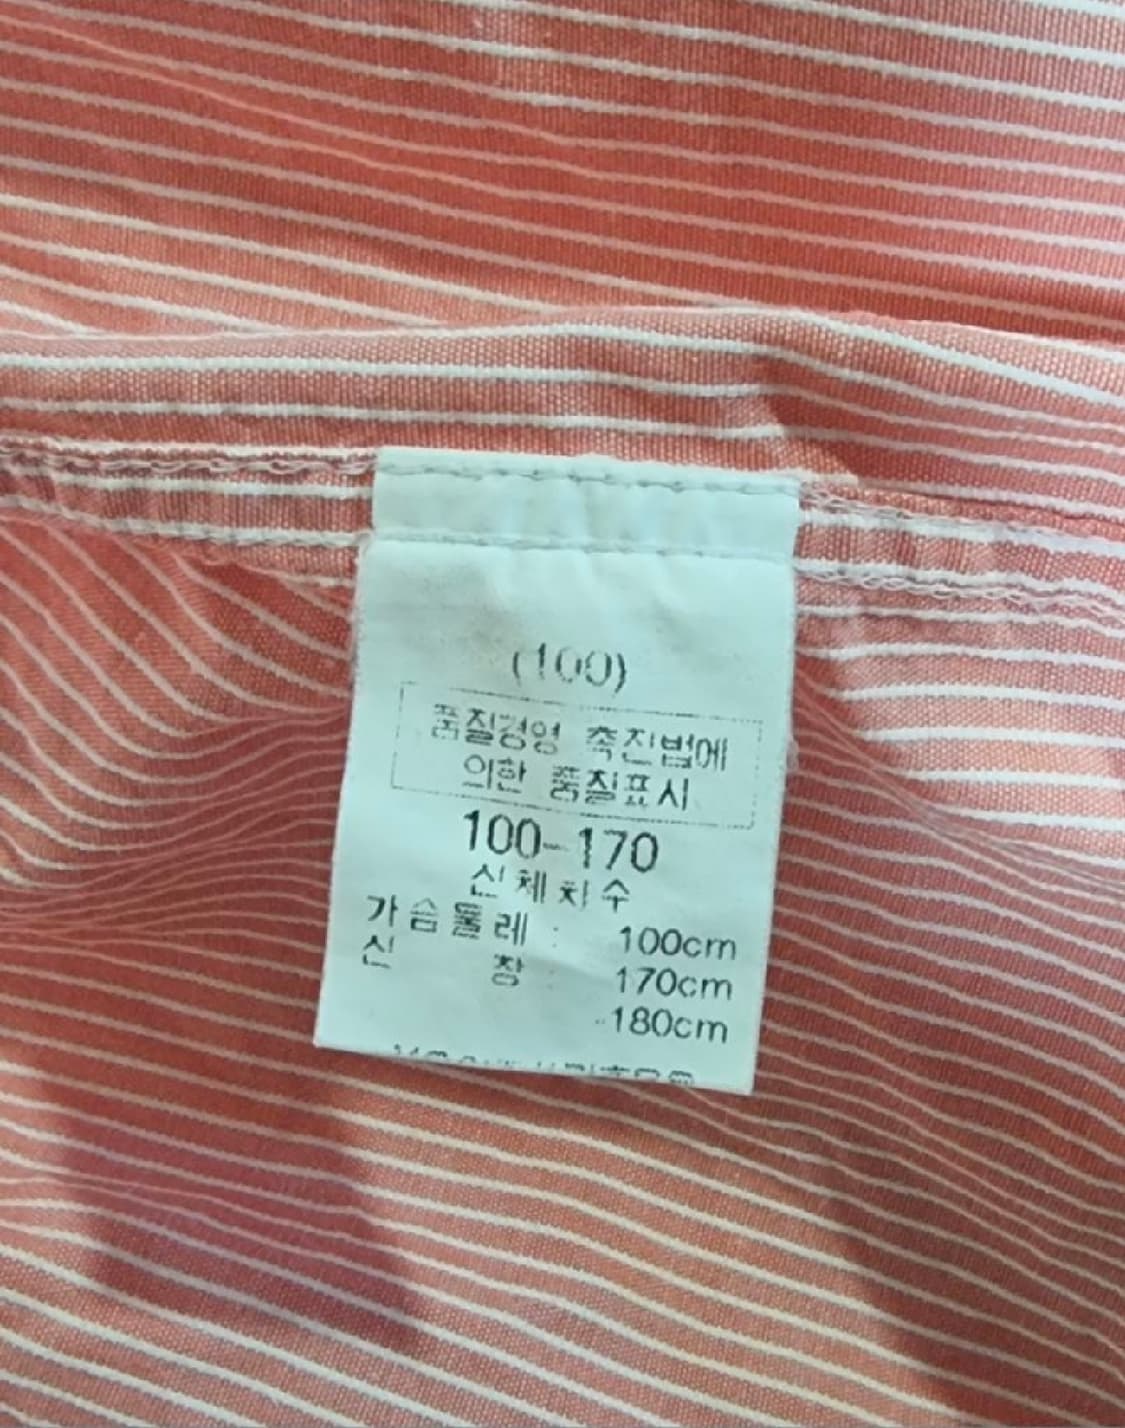 (100)
품질경영 촉진법에
의한 품질표시
100-170
신체치수
가슴둘레 : 100cm
신 장 : 170cm
-180cm